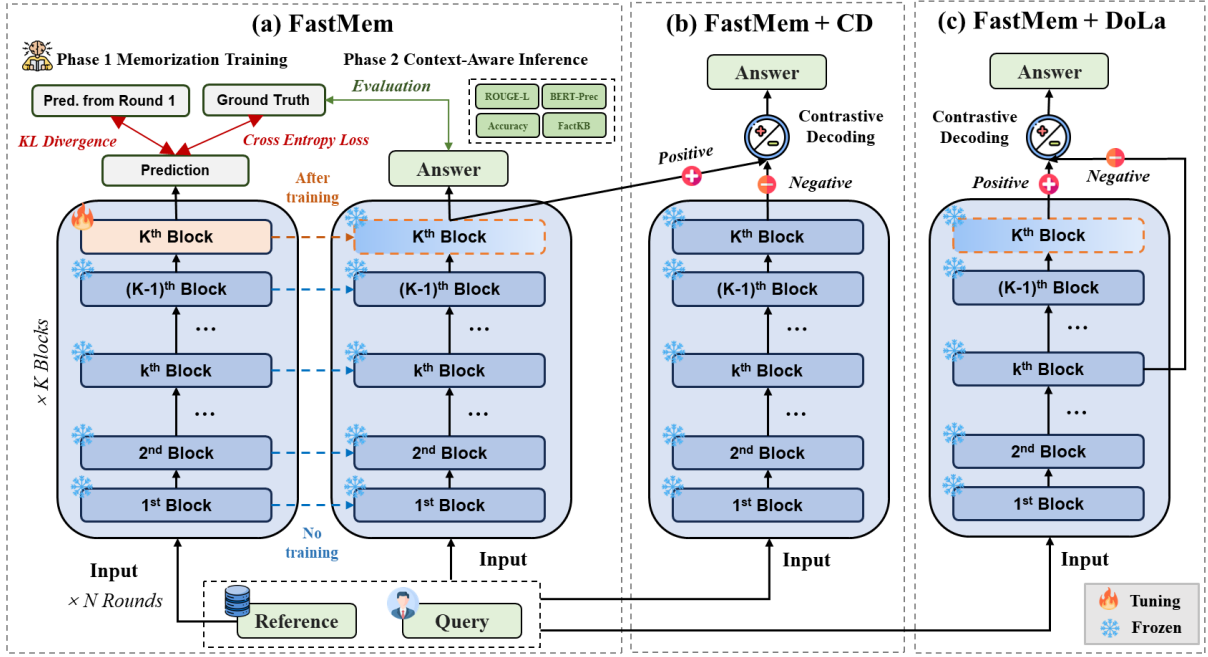 (a) FastMem
Phase 1 Memorization Training
Phase 2 Context-Aware Inference
Pred. from Round 1
Ground Truth
Evaluation
ROUGE-L
BERT-Prec
Accuracy
FactKB
KL Divergence
Cross Entropy Loss
Prediction
Answer
After
training
Kth Block
(K-1)th Block
...
kth Block
...
2nd Block
1st Block
× K Blocks
Kth Block
(K-1)th Block
...
kth Block
...
2nd Block
1st Block
No
training
Input
× N Rounds
Input
Reference
Query
(b) FastMem + CD
Answer
Contrastive
Decoding
Positive
Negative
Kth Block
(K-1)th Block
...
kth Block
...
2nd Block
1st Block
Input
(c) FastMem + DoLa
Answer
Contrastive
Decoding
Positive
Negative
Kth Block
(K-1)th Block
...
kth Block
...
2nd Block
1st Block
Input
Tuning
Frozen